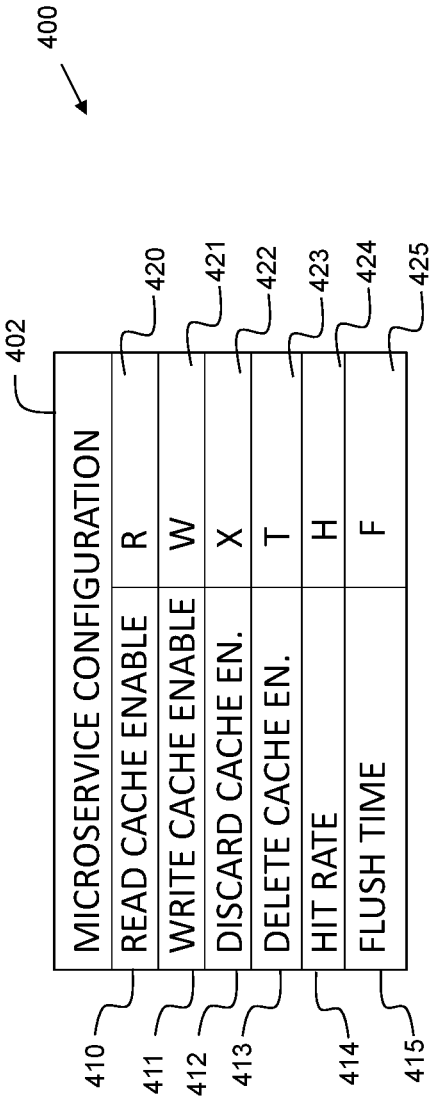 400
402
MICROSERVICE CONFIGURATION
410 READ CACHE ENABLE R 420
411 WRITE CACHE ENABLE W 421
412 DISCARD CACHE EN. X 422
413 DELETE CACHE EN. T 423
414 HIT RATE H 424
415 FLUSH TIME F 425